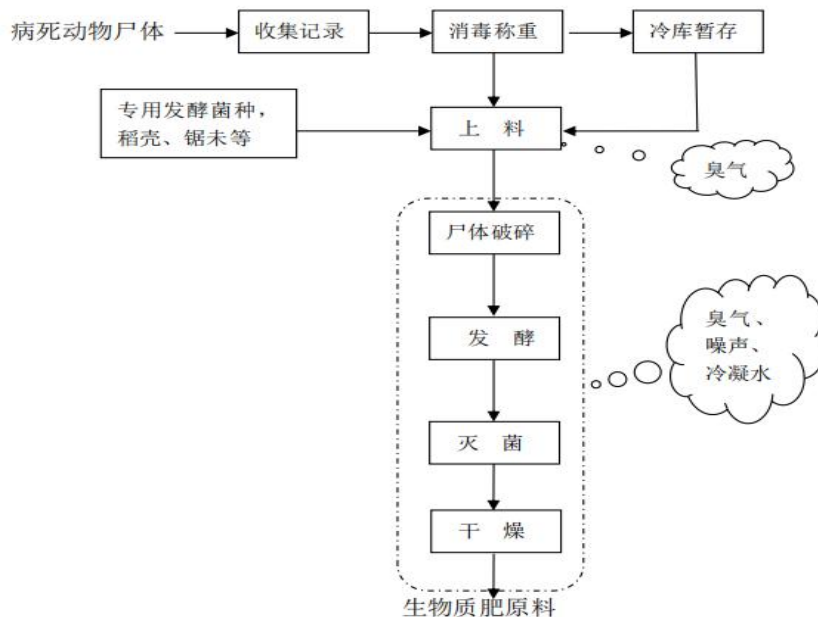 病死动物尸体
收集记录
消毒称重
冷库暂存
专用发酵菌种，
稻壳、锯未等
上 料
臭气
尸体破碎
臭气、
噪声、
冷凝水
发 酵
灭 菌
干 燥
生物质肥原料